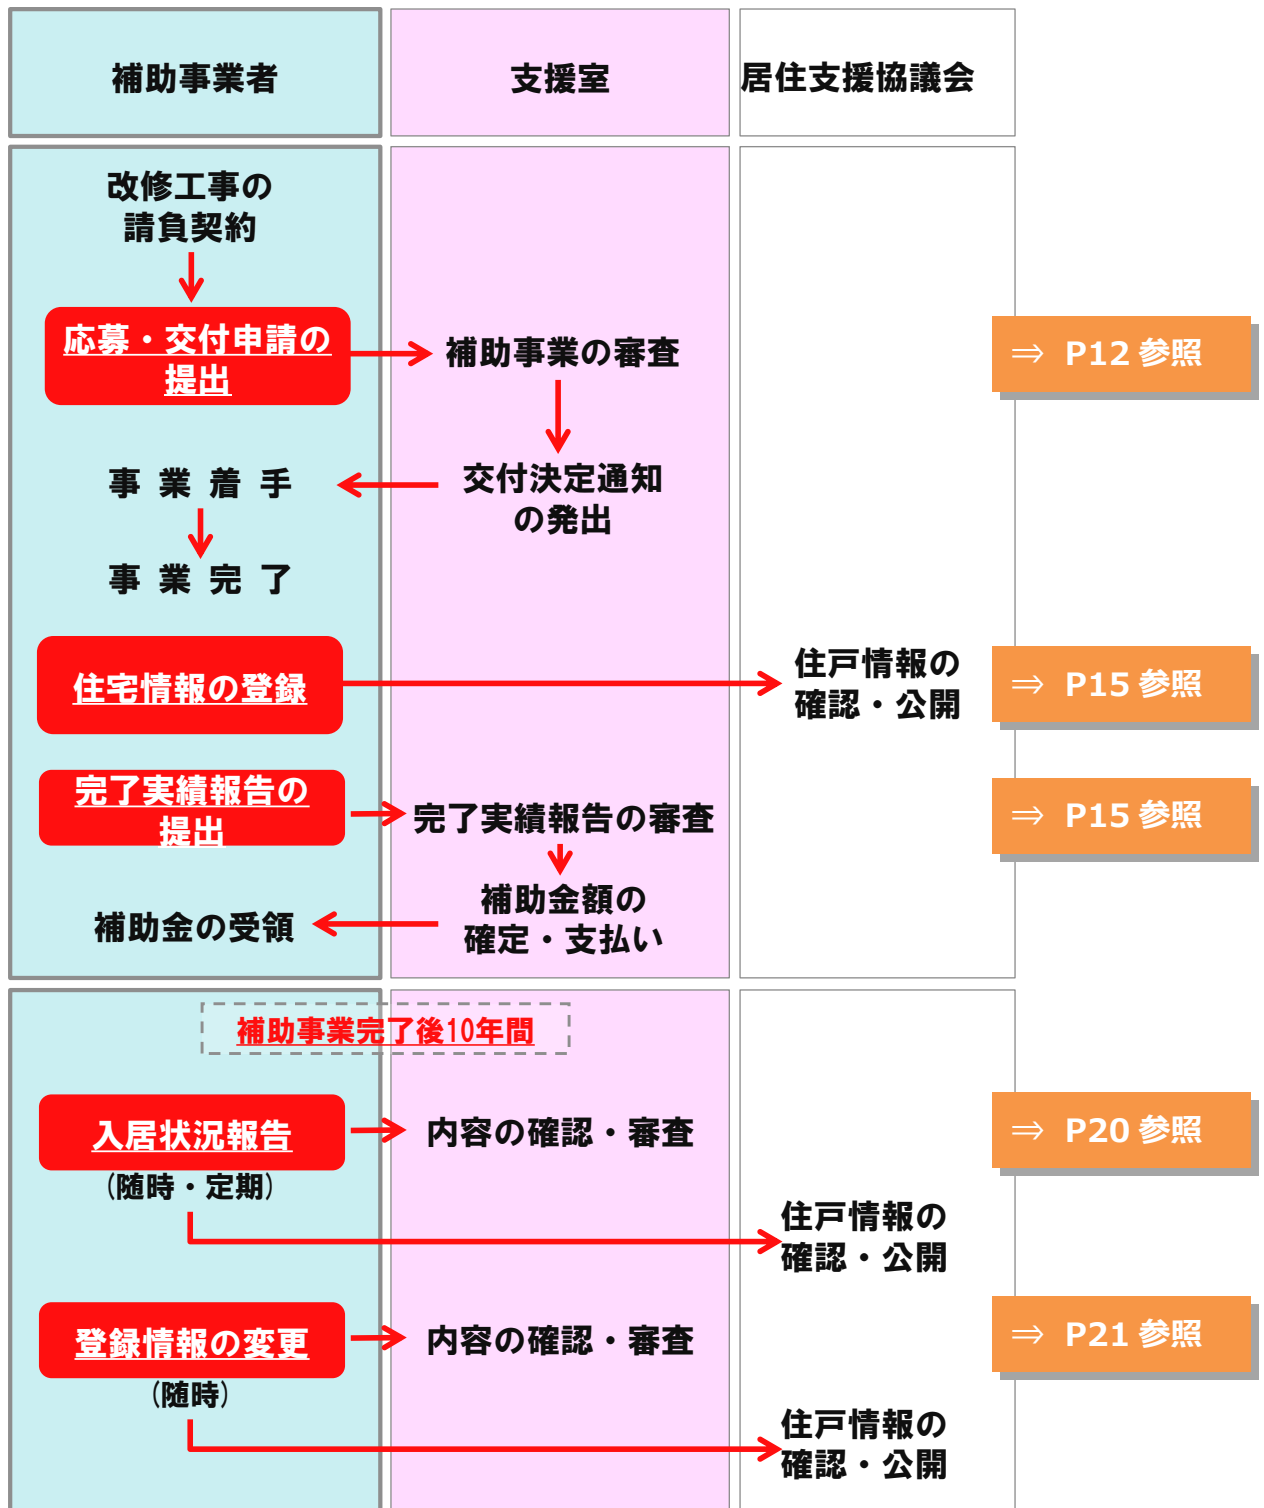 補助事業者
支援室
居住支援協議会
改修工事の
請負契約
応募・交付申請の
提出
補助事業の審査
⇒ P12 参照
事業着手
交付決定通知
の発出
事業完了
住宅情報の登録
住戸情報の
確認・公開
⇒ P15 参照
完了実績報告の
提出
完了実績報告の審査
⇒ P15 参照
補助金の受領
補助金額の
確定・支払い
補助事業完了後10年間
入居状況報告
(随時・定期)
内容の確認・審査
⇒ P20 参照
住戸情報の
確認・公開
登録情報の変更
(随時)
内容の確認・審査
⇒ P21 参照
住戸情報の
確認・公開